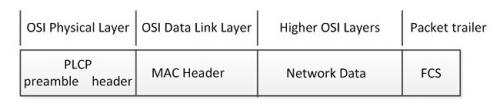 OSI Physical Layer OSI Data Link Layer Higher OSI Layers Packet trailer
PLCP
preamble header MAC Header Network Data FCS